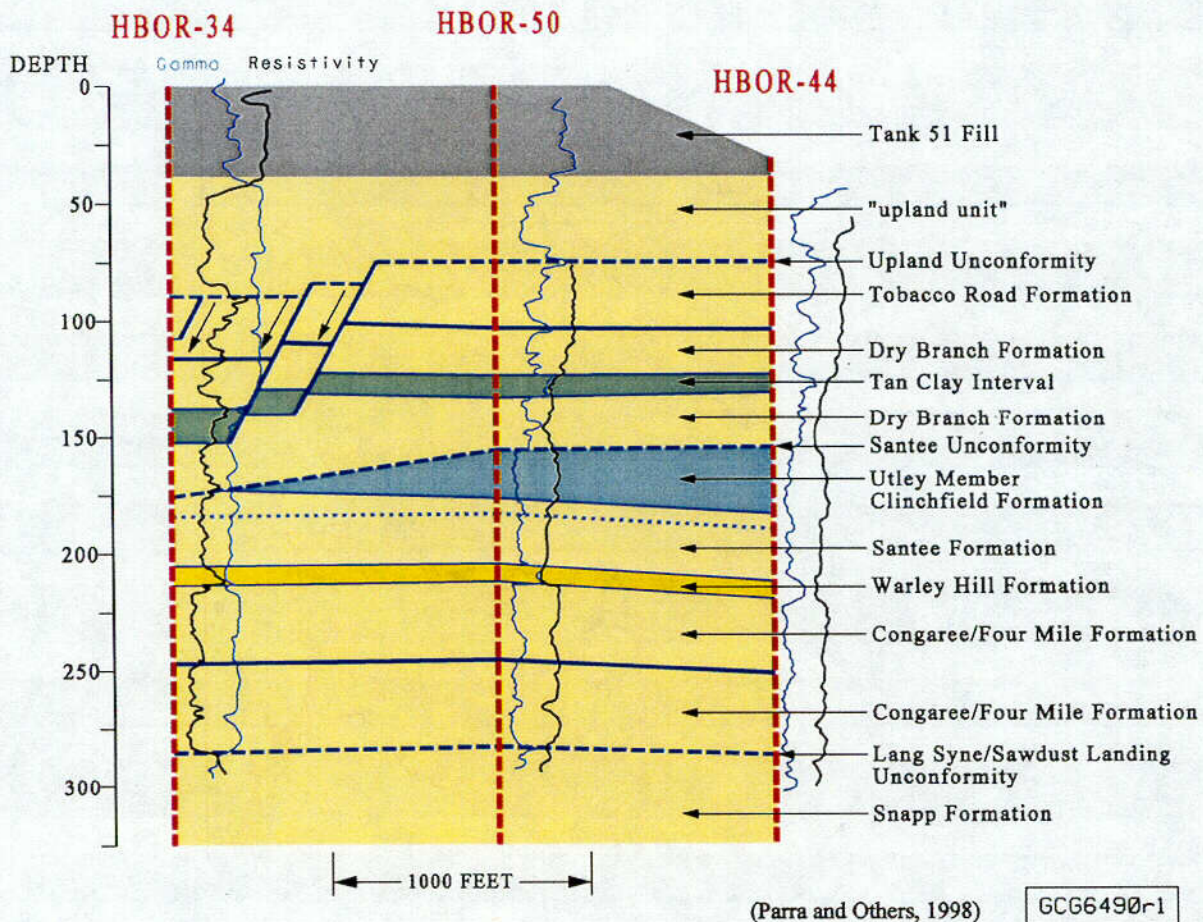 HBOR-34
HBOR-50
HBOR-44
DEPTH
Gamma
Resistivity
0
50
100
150
200
250
300
Tank 51 Fill
"upland unit"
Upland Unconformity
Tobacco Road Formation
Dry Branch Formation
Tan Clay Interval
Dry Branch Formation
Santee Unconformity
Utley Member
Clinchfield Formation
Santee Formation
Warley Hill Formation
Congaree/Four Mile Formation
Congaree/Four Mile Formation
Lang Syne/Sawdust Landing
Unconformity
Snapp Formation
1000 FEET
(Parra and Others, 1998)
GCG6490r1